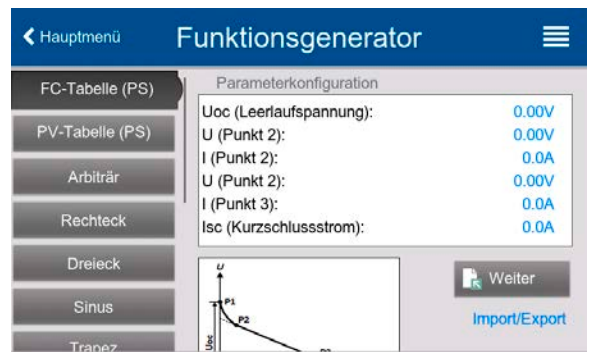 Hauptmenü
Funktionsgenerator
FC-Tabelle (PS)
PV-Tabelle (PS)
Arbiträr
Rechteck
Dreieck
Sinus
Trapez
Parameterkonfiguration
Uoc (Leerlaufspannung): 0.00V
U (Punkt 2): 0.00V
I (Punkt 2): 0.0A
U (Punkt 2): 0.00V
I (Punkt 3): 0.0A
Isc (Kurzschlussstrom): 0.0A
U
P1
P2
Uoc
Weiter
Import/Export